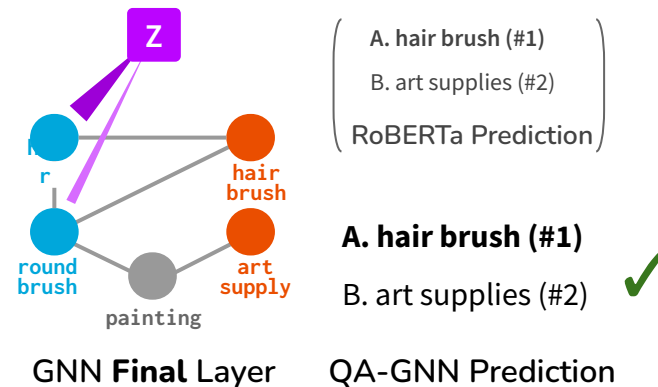 Z
A. hair brush (#1)
B. art supplies (#2)
RoBERTa Prediction
r
hair
brush
round
brush
art
supply
painting
A. hair brush (#1)
B. art supplies (#2)
GNN Final Layer
QA-GNN Prediction